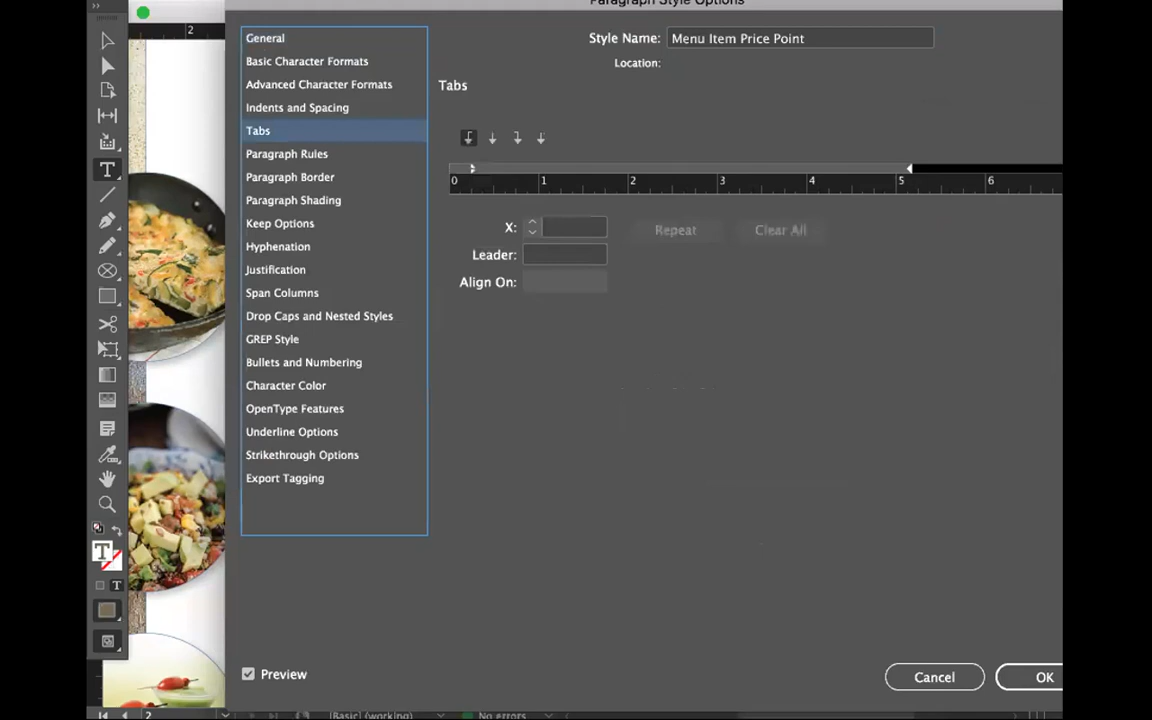 Paragraph Style Options
2
General
Basic Character Formats
Advanced Character Formats
Indents and Spacing
Tabs
Paragraph Rules
Paragraph Border
Paragraph Shading
Keep Options
Hyphenation
Justification
Span Columns
Drop Caps and Nested Styles
GREP Style
Bullets and Numbering
Character Color
OpenType Features
Underline Options
Strikethrough Options
Export Tagging
Style Name: Menu Item Price Point
Location:
Tabs
0 1 2 3 4 5 6
X:
Repeat Clear All
Leader:
Align On:
Preview
Cancel OK
2 [Basic] (working) No errors